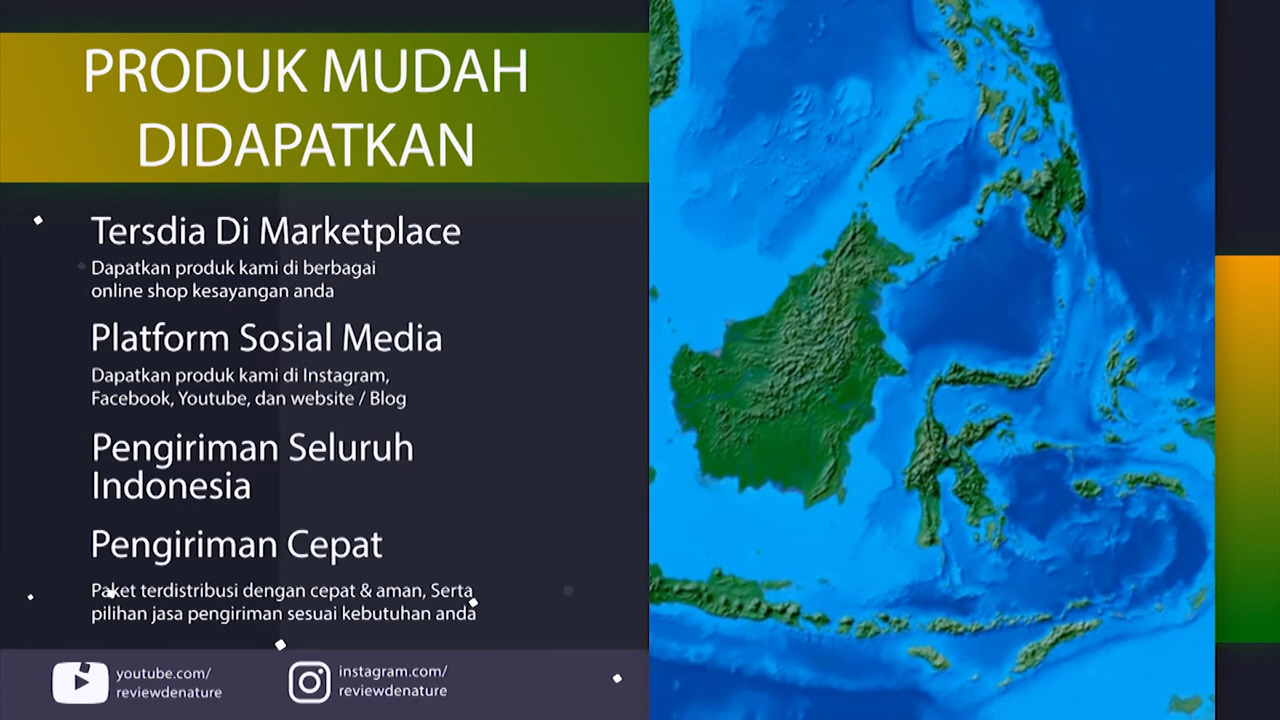 PRODUK MUDAH
DIDAPATKAN
Tersdia Di Marketplace
Dapatkan produk kami di berbagai
online shop kesayangan anda
Platform Sosial Media
Dapatkan produk kami di Instagram,
Facebook, Youtube, dan website / Blog
Pengiriman Seluruh
Indonesia
Pengiriman Cepat
Paket terdistribusi dengan cepat & aman, Serta
pilihan jasa pengiriman sesuai kebutuhan anda
youtube.com/
reviewdenature
instagram.com/
reviewdenature